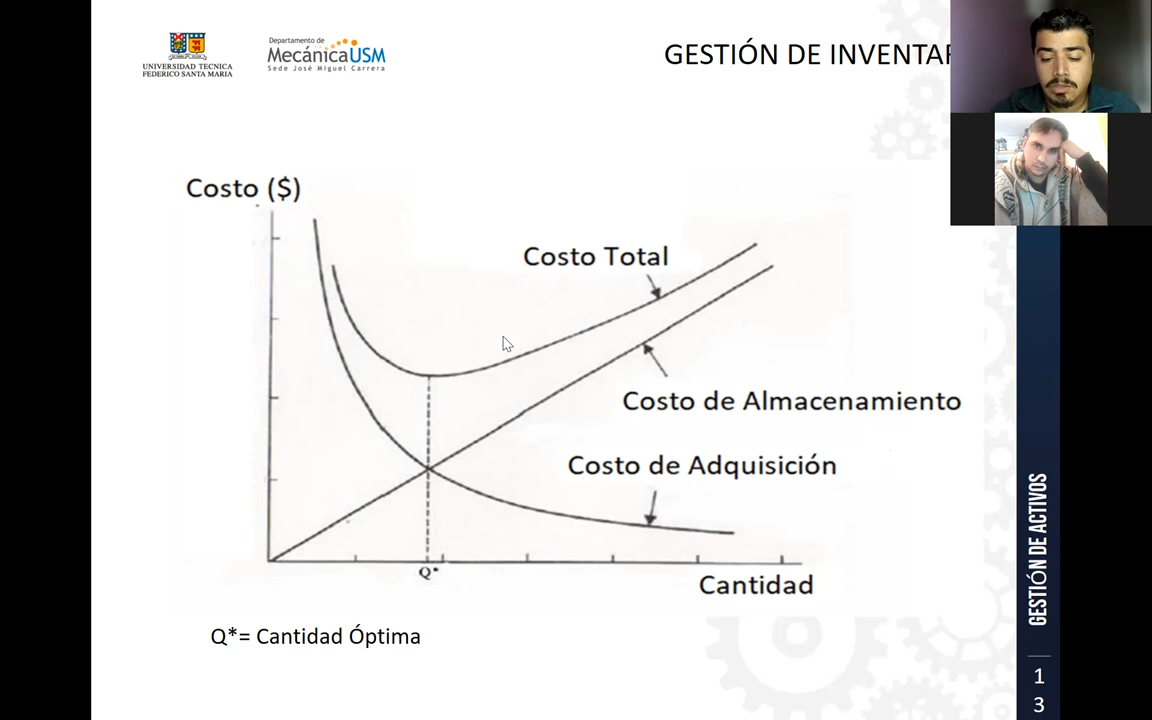 UNIVERSIDAD TECNICA
FEDERICO SANTA MARIA
Departamento de
MecánicaUSM
Sede José Miguel Carrera
GESTIÓN DE INVENTAR
Costo ($)
Costo Total
Costo de Almacenamiento
Costo de Adquisición
Q*
Cantidad
Q*= Cantidad Óptima
GESTIÓN DE ACTIVOS
1
3